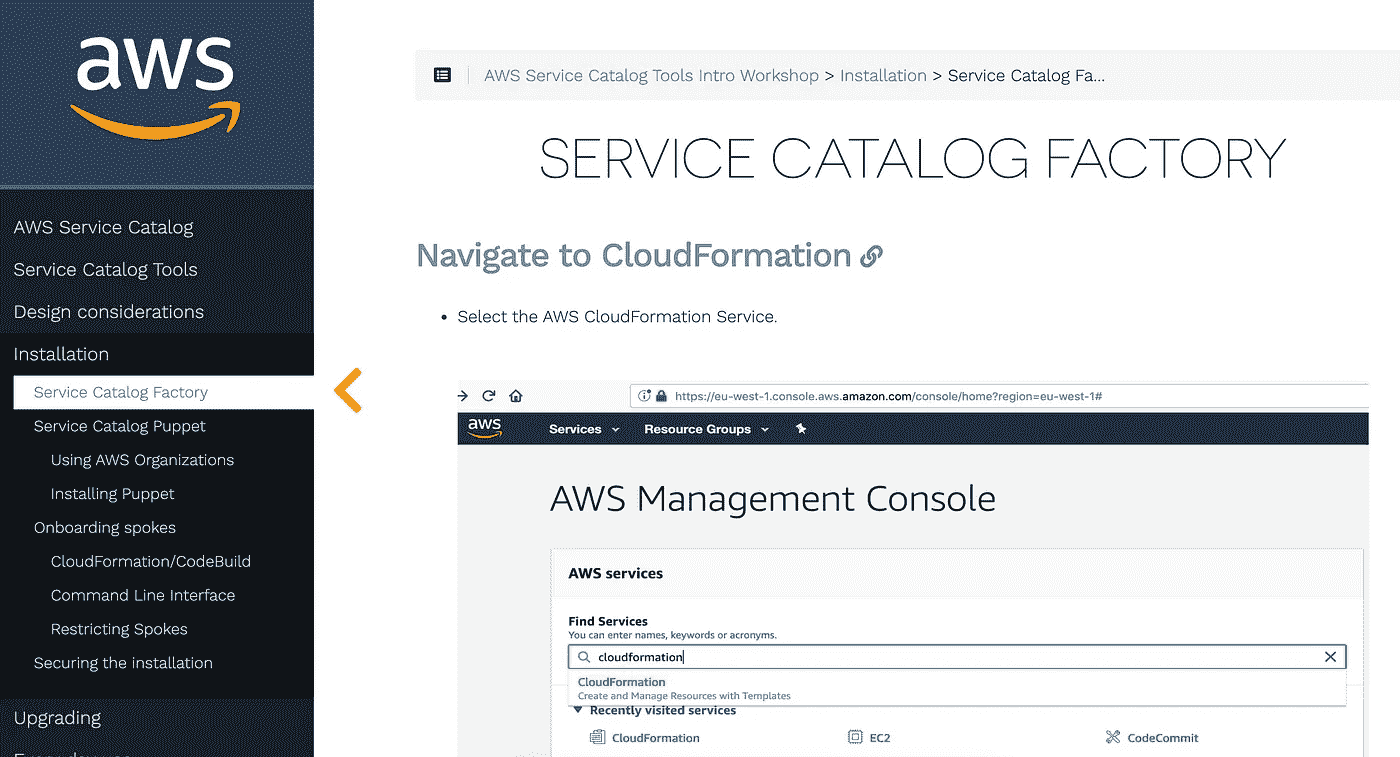 aws
AWS Service Catalog
Service Catalog Tools
Design considerations
Installation
Service Catalog Factory
Service Catalog Puppet
Using AWS Organizations
Installing Puppet
Onboarding spokes
CloudFormation/CodeBuild
Command Line Interface
Restricting Spokes
Securing the installation
Upgrading
AWS Service Catalog Tools Intro Workshop > Installation > Service Catalog Fa...
SERVICE CATALOG FACTORY
Navigate to CloudFormation
• Select the AWS CloudFormation Service.
https://eu-west-1.console.aws.amazon.com/console/home?region=eu-west-1#
aws Services Resource Groups
AWS Management Console
AWS services
Find Services
You can enter names, keywords or acronyms.
cloudformation
CloudFormation
Create and Manage Resources with Templates
Recently visited services
CloudFormation EC2 CodeCommit